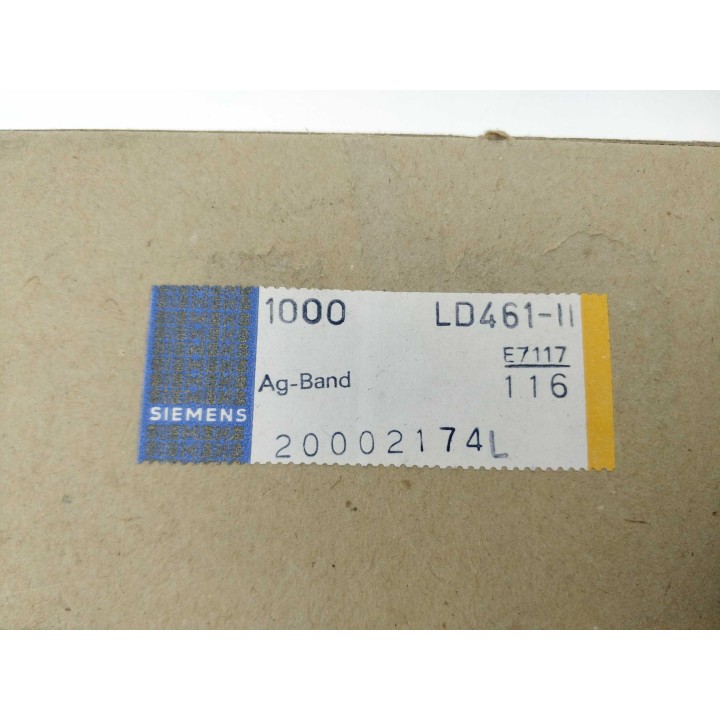 1000 LD461-II
E7117
Ag-Band 116
SIEMENS
20002174L